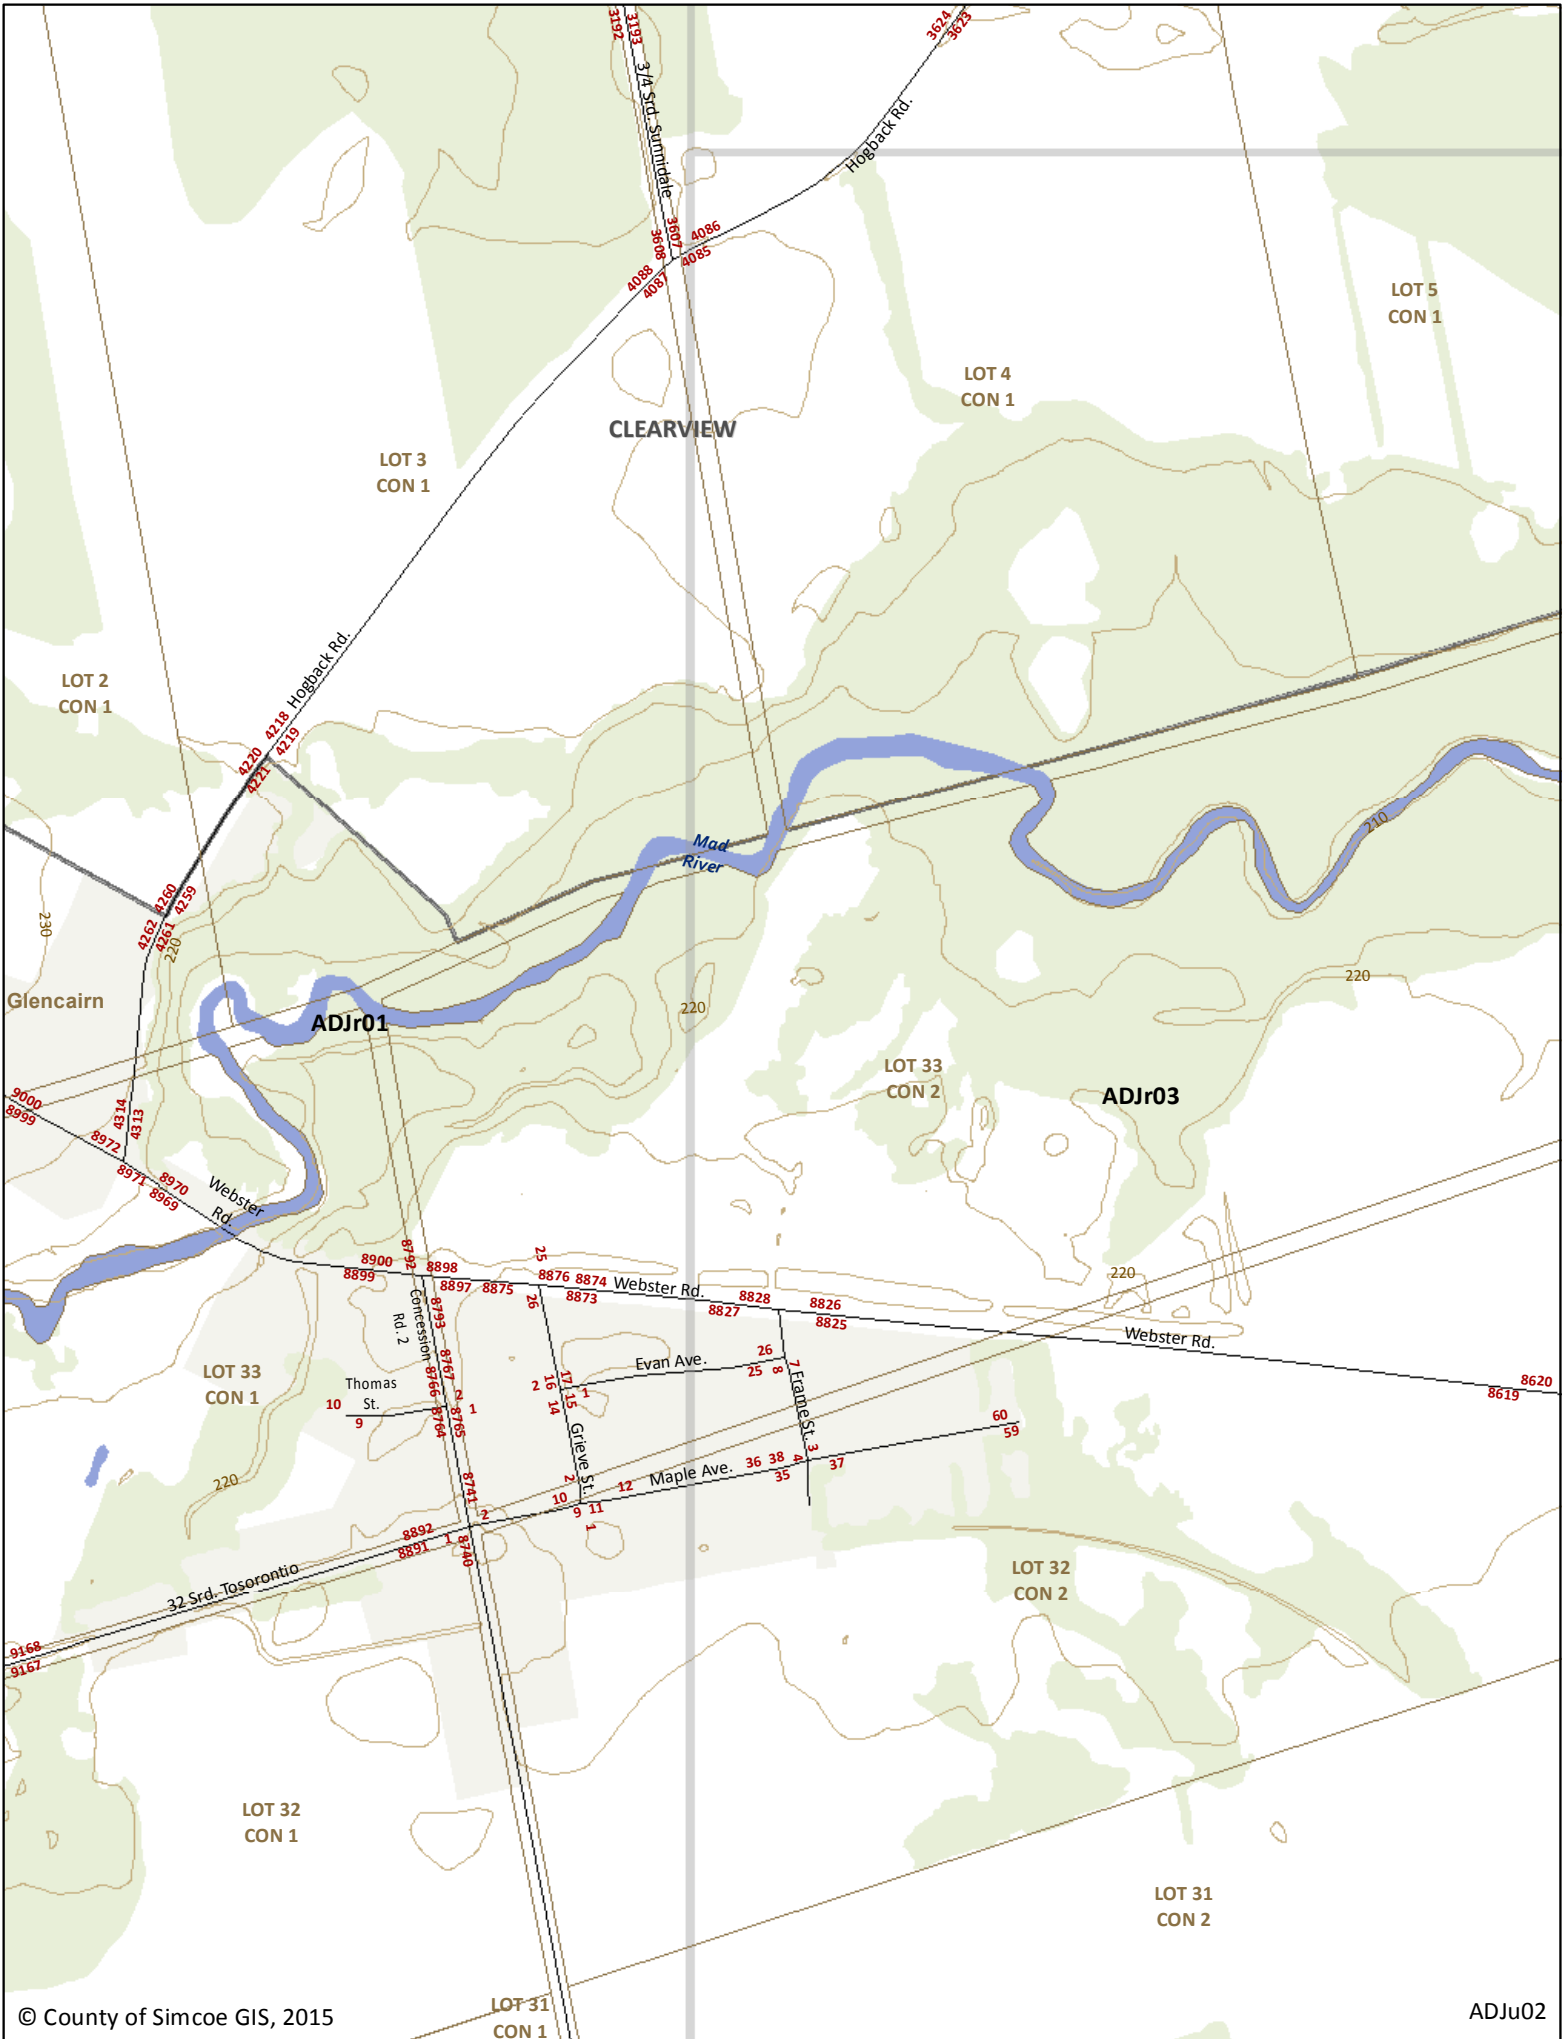 3192
3193
3/4 Srd. Sunnidale
3624
3623
Hogback Rd.
3608
3607
4086
4085
4088
4087
LOT 5
CON 1
LOT 4
CON 1
CLEARVIEW
LOT 3
CON 1
Hogback Rd.
LOT 2
CON 1
4218
4219
4220
4221
Mad
River
210
4260
4259
4262
4261
230
220
Glencairn
ADJr01
220
220
LOT 33
CON 2
ADJr03
9000
8999
4314
4313
8972
8971
8970
8969
Webster
Rd.
8792
8900
8899
8898
8897
8875
25
8876
8874
8873
26
Webster Rd.
8828
8827
8826
8825
220
Webster Rd.
8620
8619
Concession
Rd. 2
8793
8767
8766
LOT 33
CON 1
Thomas
St.
10
9
2
1
8764
8765
Evan Ave.
26
25
7
8
2
16
17
1
15
14
Grieve St.
Frame St.
60
59
3
4
37
36
38
35
Maple Ave.
12
2
10
9
11
1
220
8741
2
8892
8891
1
8740
32 Srd. Tosorontio
9168
9167
LOT 32
CON 2
LOT 32
CON 1
LOT 31
CON 2
LOT 31
CON 1
© County of Simcoe GIS, 2015
ADJu02